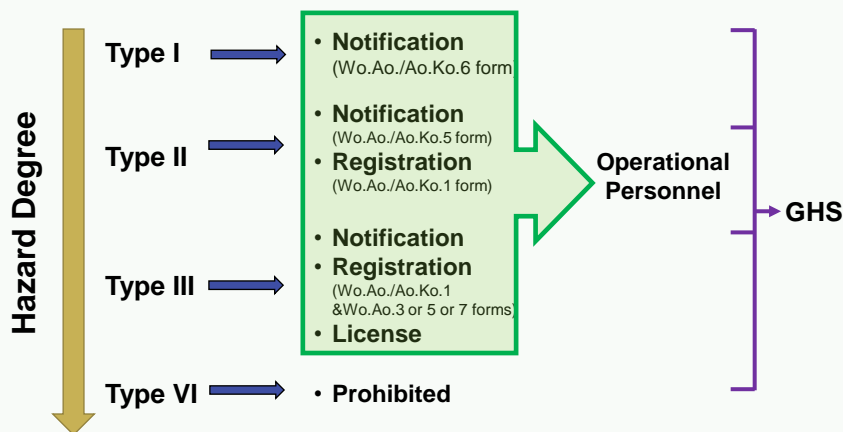 Hazard Degree
Type I
• Notification
(Wo.Ao./Ao.Ko.6 form)
Type II
• Notification
(Wo.Ao./Ao.Ko.5 form)
• Registration
(Wo.Ao./Ao.Ko.1 form)
Type III
• Notification
• Registration
(Wo.Ao./Ao.Ko.1
&Wo.Ao.3 or 5 or 7 forms)
• License
Type VI
• Prohibited
Operational
Personnel
GHS